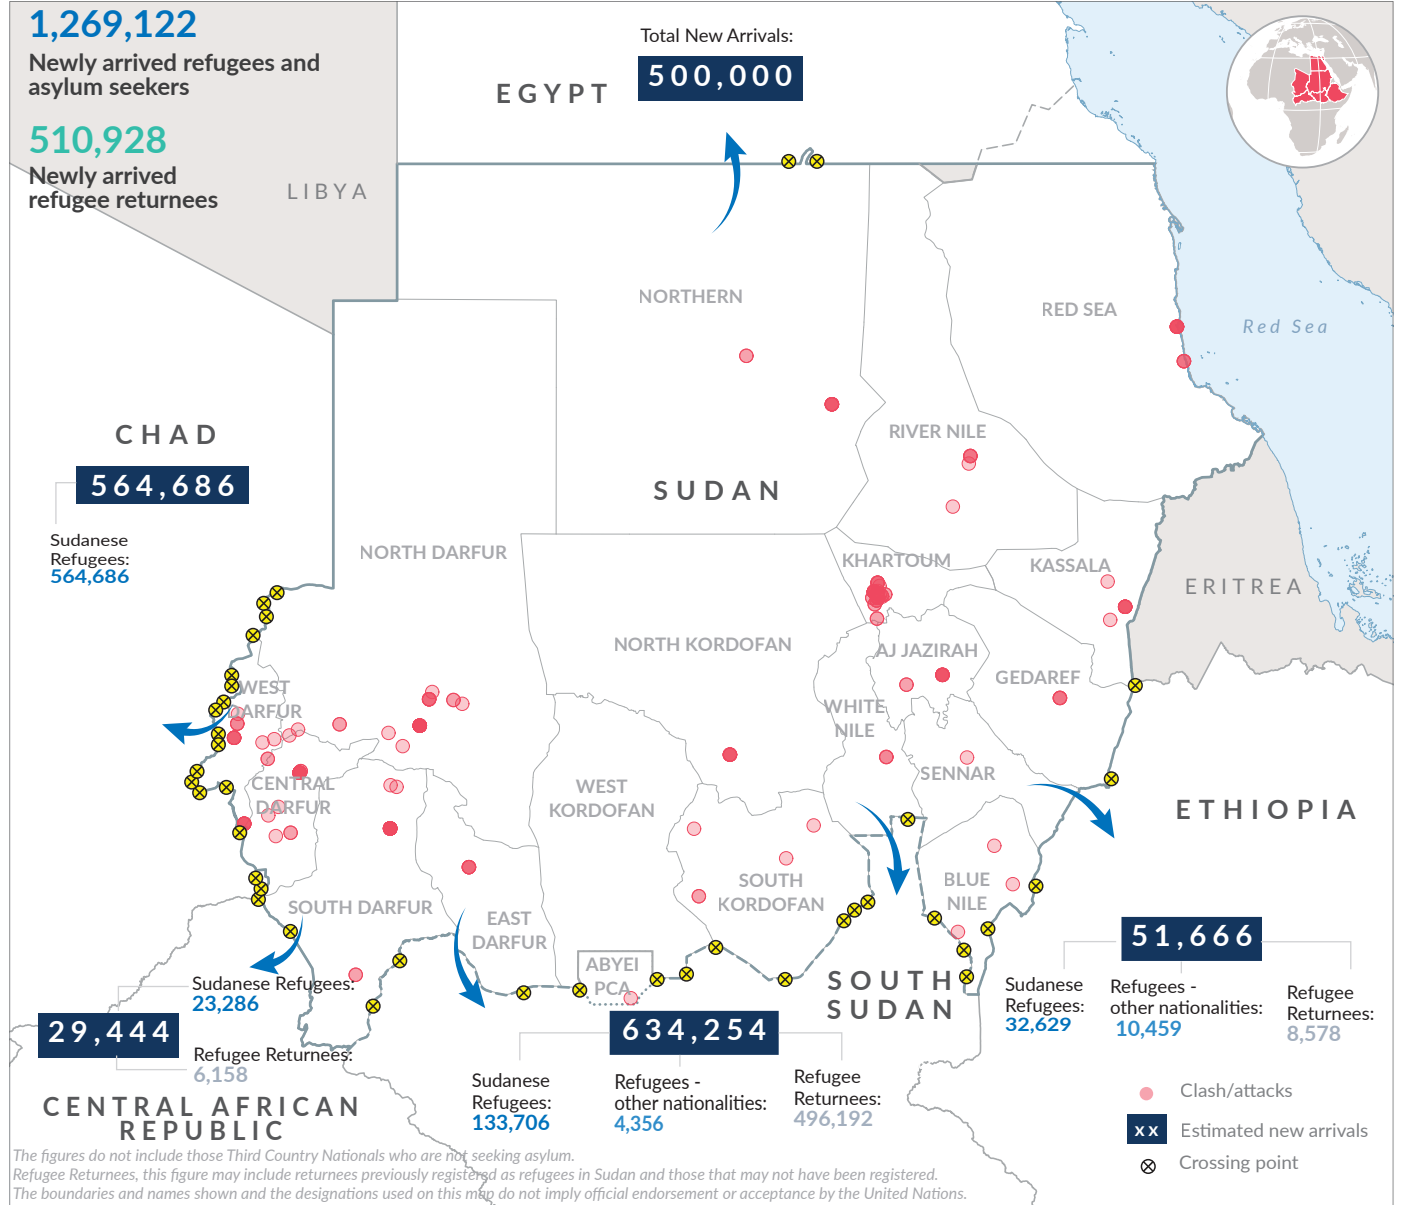 1,269,122
Newly arrived refugees and
asylum seekers
510,928
Newly arrived
refugee returnees
LIBYA
EGYPT
Total New Arrivals:
500,000
Red Sea
NORTHERN
RED SEA
RIVER NILE
CHAD
564,686
Sudanese
Refugees:
564,686
SUDAN
NORTH DARFUR
KHARTOUM
KASSALA
ERITREA
NORTH KORDOFAN
AJ JAZIRAH
GEDAREF
WEST
DARFUR
WHITE
NILE
SENNAR
CENTRAL
DARFUR
WEST
KORDOFAN
ETHIOPIA
SOUTH
KORDOFAN
BLUE
NILE
SOUTH DARFUR
EAST
DARFUR
ABYEI
PCA
SOUTH
SUDAN
51,666
Sudanese
Refugees:
32,629
Refugees -
other nationalities:
10,459
Refugee
Returnees:
8,578
Sudanese Refugees:
23,286
29,444
Refugee Returnees:
6,158
CENTRAL AFRICAN
REPUBLIC
634,254
Sudanese
Refugees:
133,706
Refugees -
other nationalities:
4,356
Refugee
Returnees:
496,192
Clash/attacks
xx
Estimated new arrivals
Crossing point
The figures do not include those Third Country Nationals who are not seeking asylum.
Refugee Returnees, this figure may include returnees previously registered as refugees in Sudan and those that may not have been registered.
The boundaries and names shown and the designations used on this map do not imply official endorsement or acceptance by the United Nations.